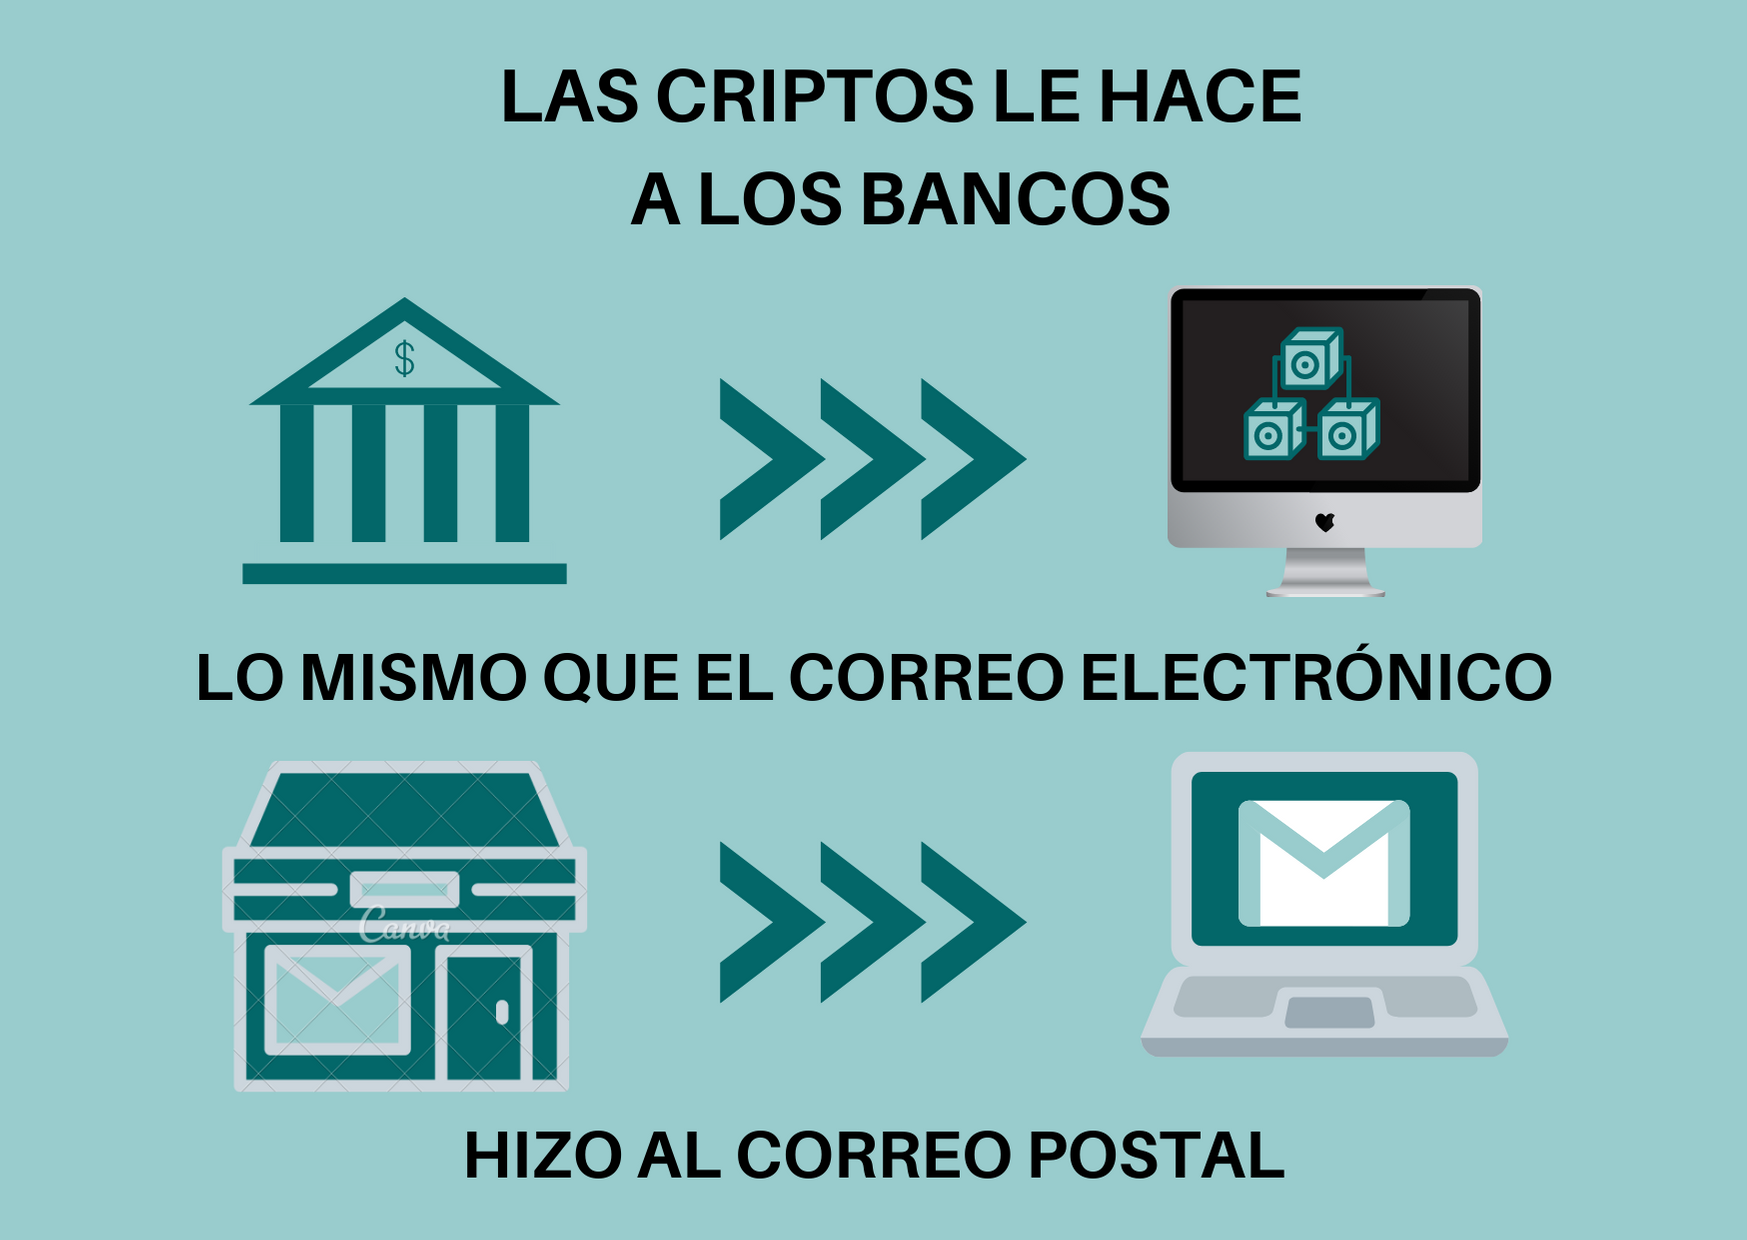 LAS CRIPTOS LE HACE
A LOS BANCOS
$
LO MISMO QUE EL CORREO ELECTRÓNICO
Canva
HIZO AL CORREO POSTAL